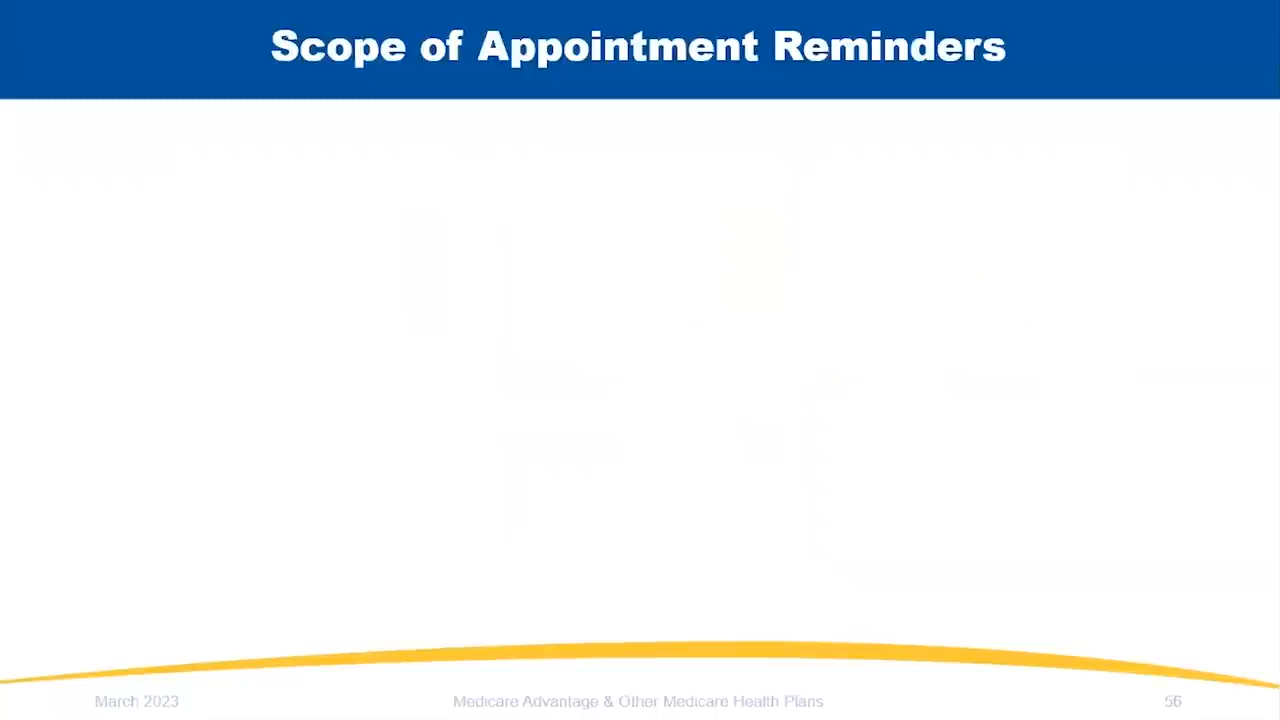 Scope of Appointment Reminders
March 2023
Medicare Advantage & Other Medicare Health Plans
56